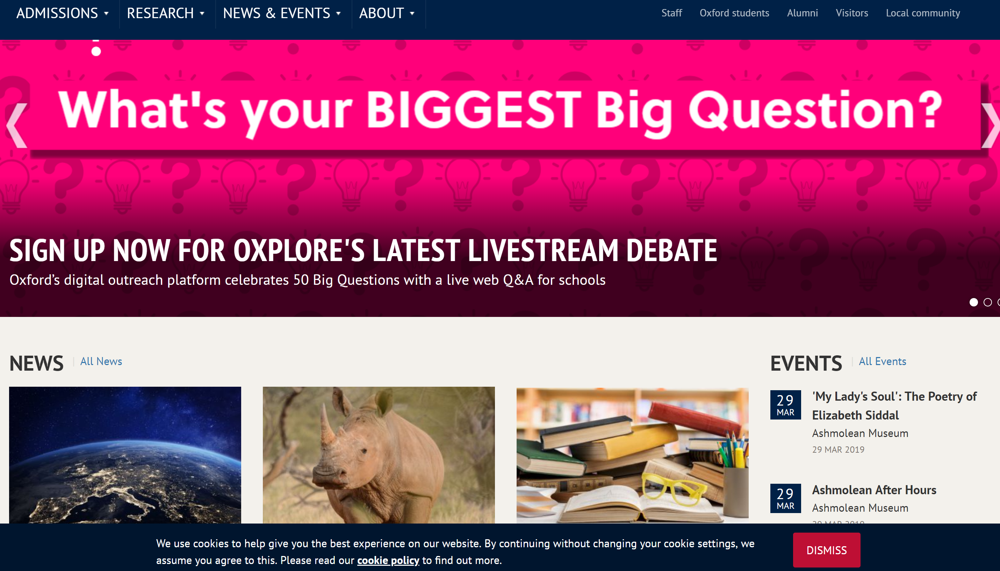 ADMISSIONS
RESEARCH
NEWS & EVENTS
ABOUT
Staff
Oxford students
Alumni
Visitors
Local community
What's your BIGGEST Big Question?
SIGN UP NOW FOR OXPLORE'S LATEST LIVESTREAM DEBATE
Oxford’s digital outreach platform celebrates 50 Big Questions with a live web Q&A for schools
NEWS
All News
EVENTS
All Events
29
MAR
'My Lady's Soul': The Poetry of
Elizabeth Siddal
Ashmolean Museum
29 MAR 2019
29
MAR
Ashmolean After Hours
Ashmolean Museum
29 MAR 2019
We use cookies to help give you the best experience on our website. By continuing without changing your cookie settings, we
assume you agree to this. Please read our cookie policy to find out more.
DISMISS